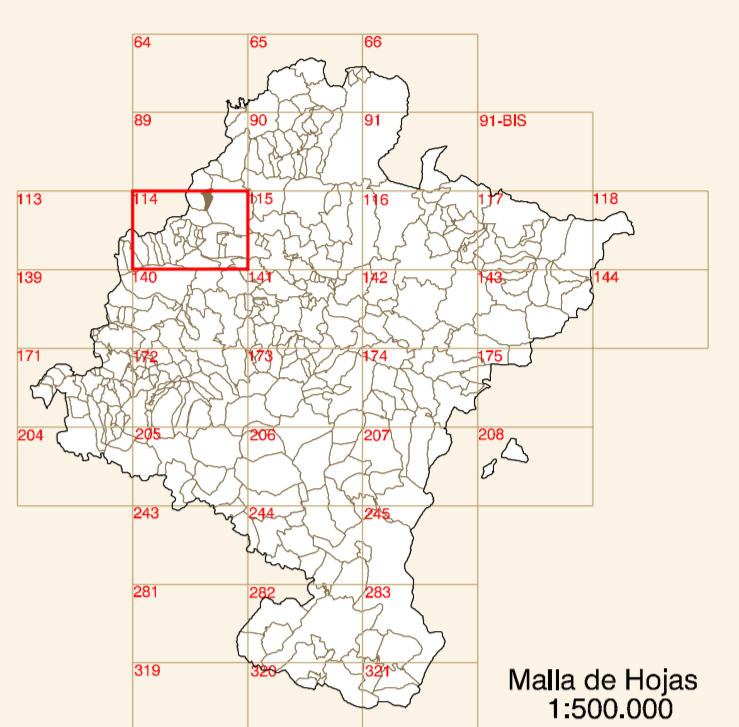 64 65 66
89 90 91 91-BIS
113 114 115 116 117 118
139 140 141 142 143 144
171 172 173 174 175
204 205 206 207 208
243 244 245
281 282 283
319 320 321
Malla de Hojas
1:500.000